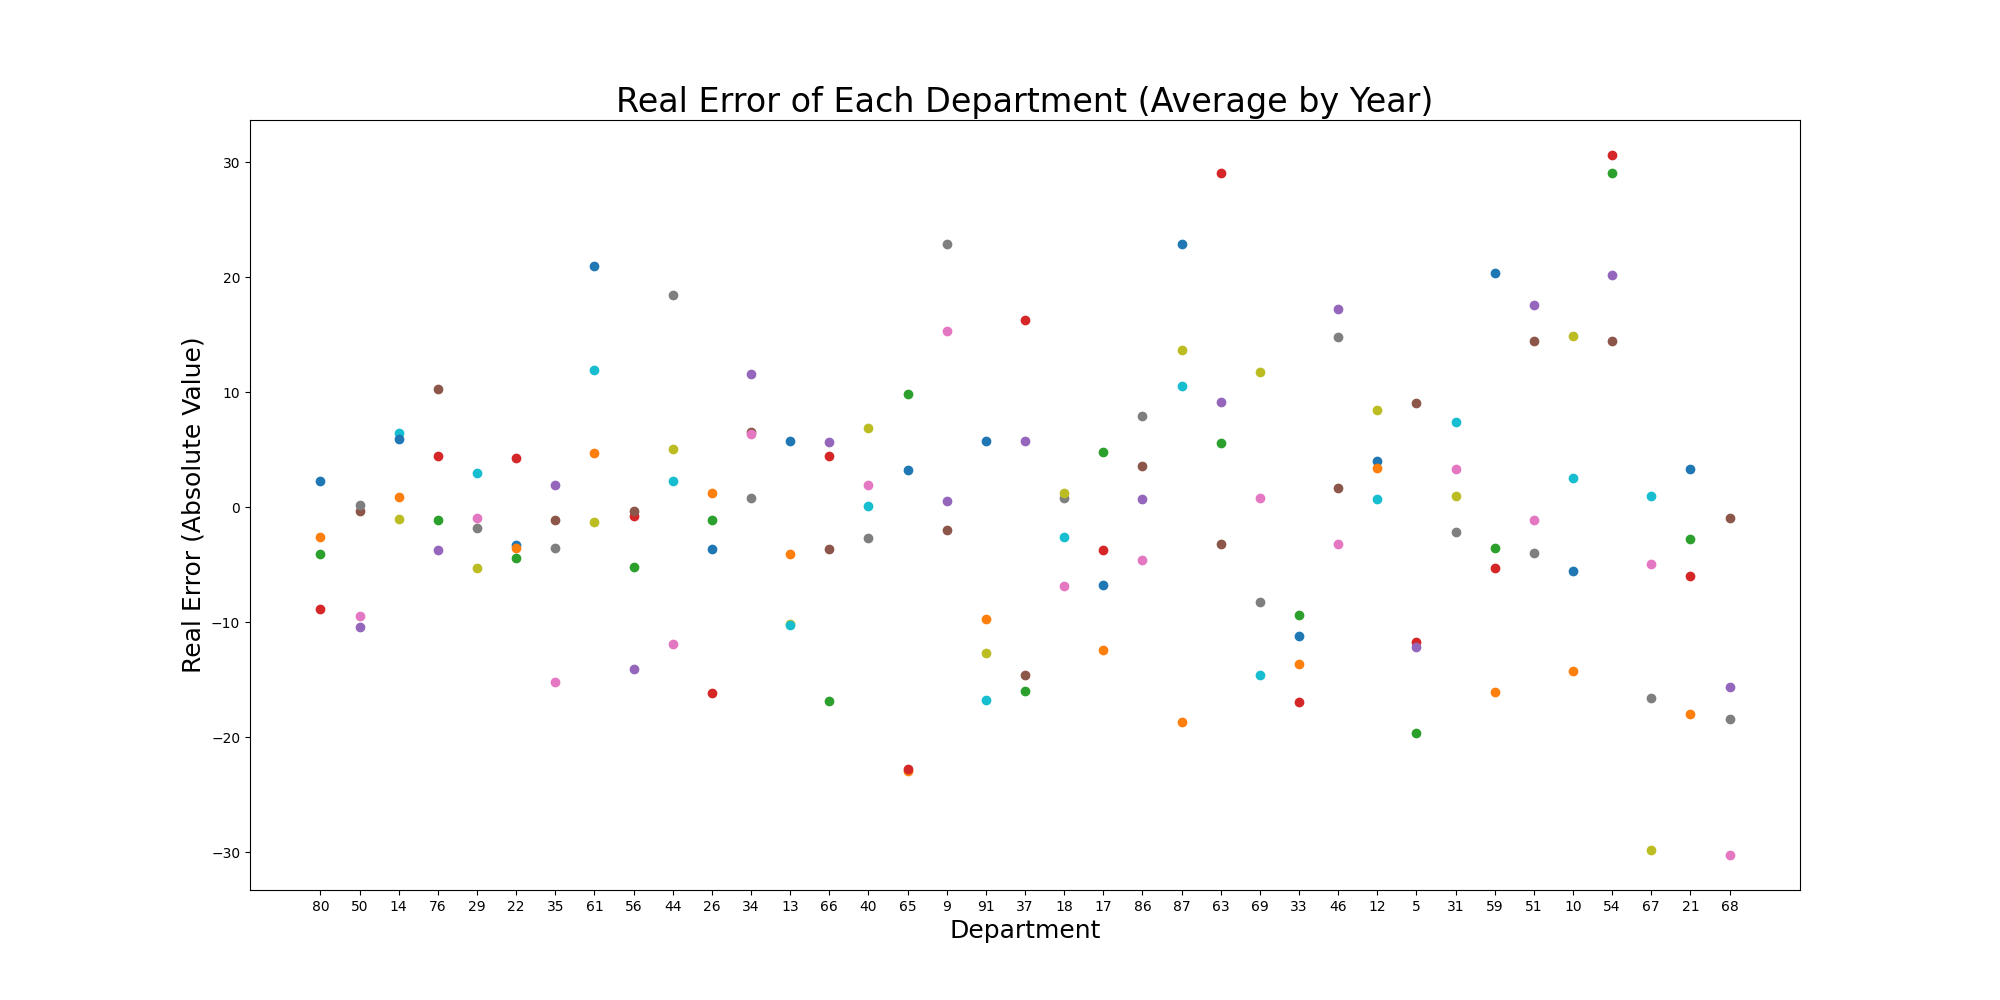 Real Error of Each Department (Average by Year)
Real Error (Absolute Value)
30
20
10
0
−10
−20
−30
80 50 14 76 29 22 35 61 56 44 26 34 13 66 40 65 9 91 37 18 17 86 87 63 69 33 46 12 5 31 59 51 10 54 67 21 68
Department